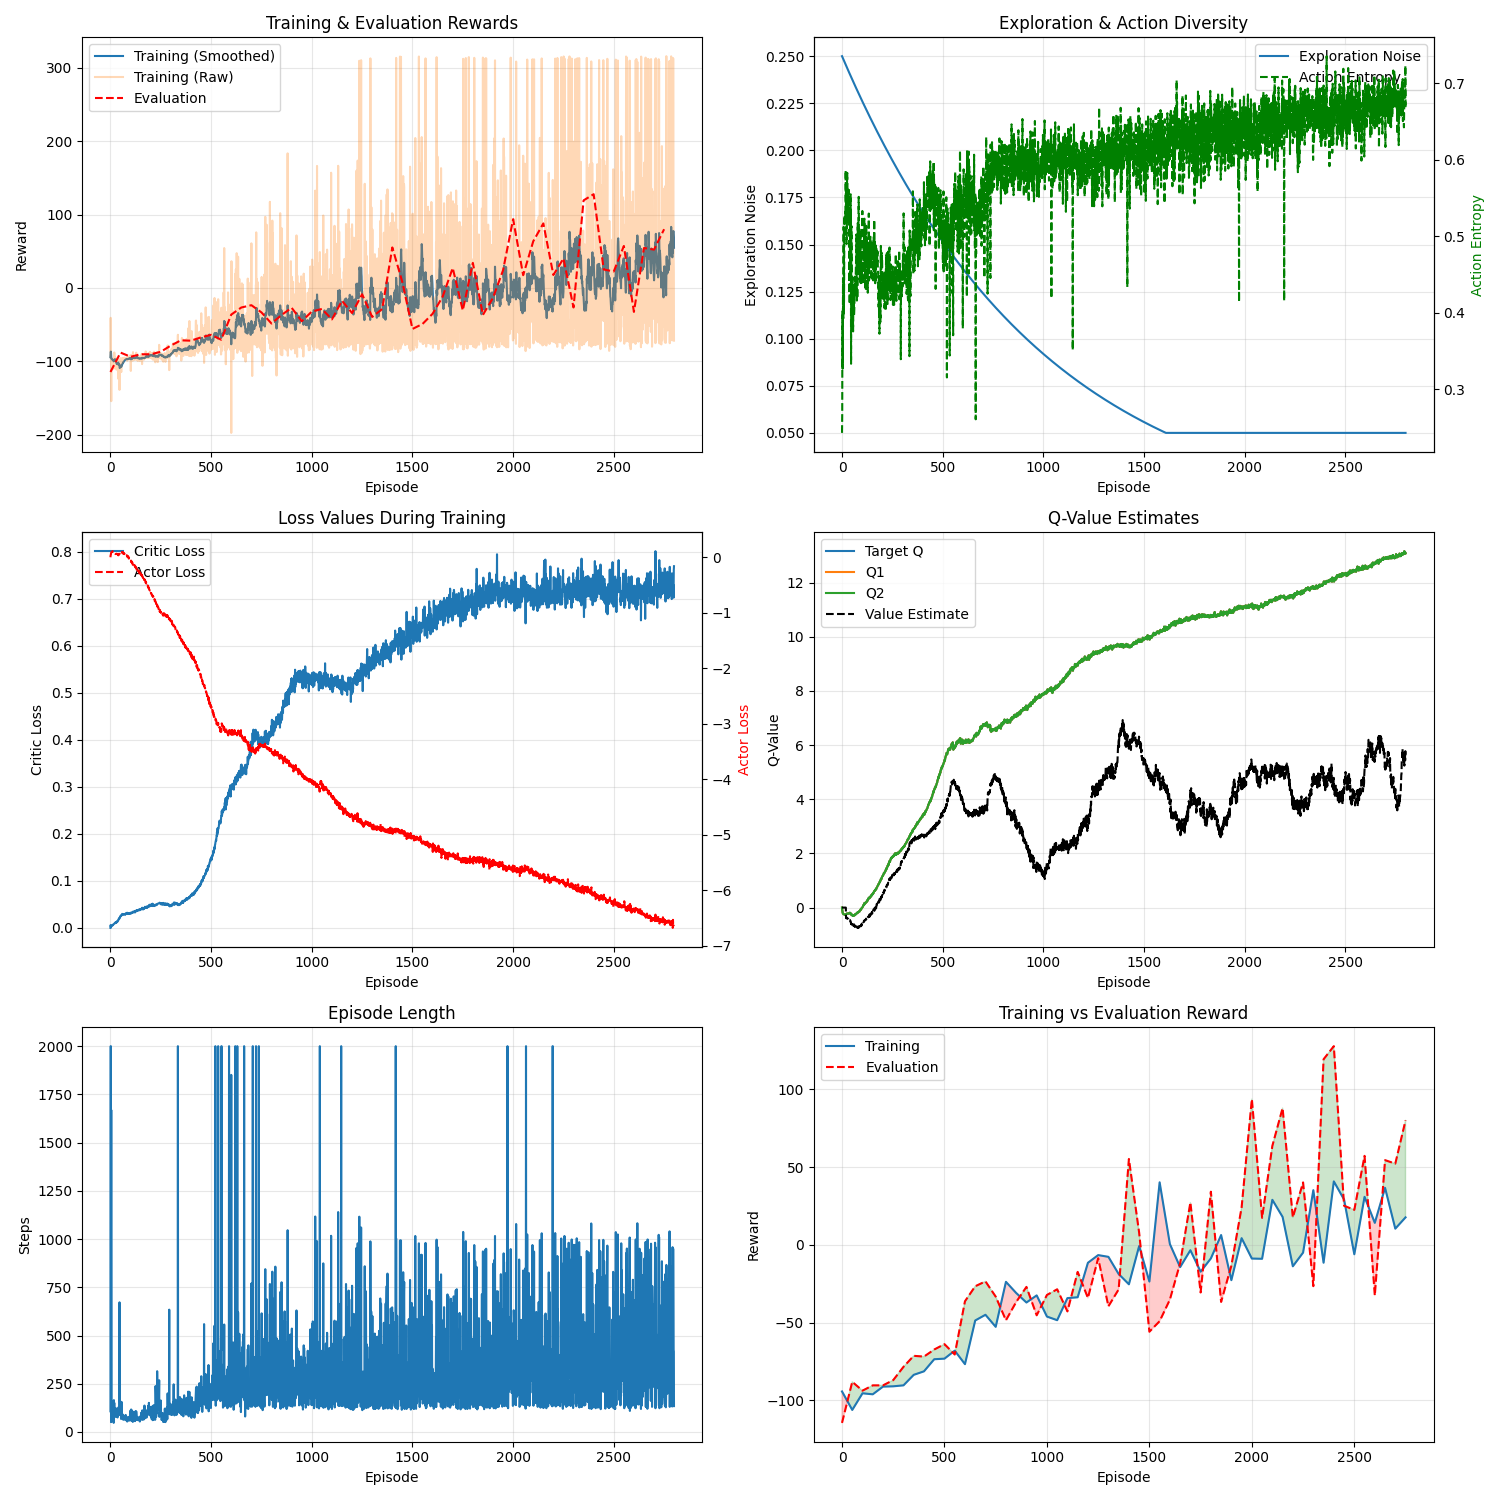 Training & Evaluation Rewards
Training (Smoothed)
Training (Raw)
Evaluation
Reward
300
200
100
0
−100
−200
0 500 1000 1500 2000 2500
Episode
Exploration & Action Diversity
Exploration Noise
Action Entropy
Exploration Noise
0.250
0.225
0.200
0.175
0.150
0.125
0.100
0.075
0.050
0.7
0.6
0.5
0.4
0.3
Action Entropy
0 500 1000 1500 2000 2500
Episode
Loss Values During Training
Critic Loss
Actor Loss
Critic Loss
0.8
0.7
0.6
0.5
0.4
0.3
0.2
0.1
0.0
0
−1
−2
−3
−4
−5
−6
−7
Actor Loss
0 500 1000 1500 2000 2500
Episode
Q-Value Estimates
Target Q
Q1
Q2
Value Estimate
Q-Value
12
10
8
6
4
2
0
0 500 1000 1500 2000 2500
Episode
Episode Length
Steps
2000
1750
1500
1250
1000
750
500
250
0
0 500 1000 1500 2000 2500
Episode
Training vs Evaluation Reward
Training
Evaluation
Reward
100
50
0
−50
−100
0 500 1000 1500 2000 2500
Episode